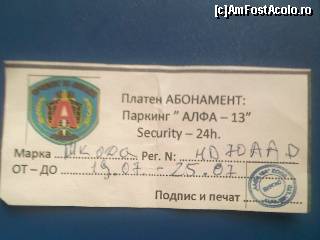 (c)AmFostAcolo.ro
A
Платен АБОНАМЕНТ:
Паркинг " АЛФА – 13"
Security – 24h.
Марка Шкода Рег. N:
ОТ – ДО 19.07 – 25.07
Подпис и печат